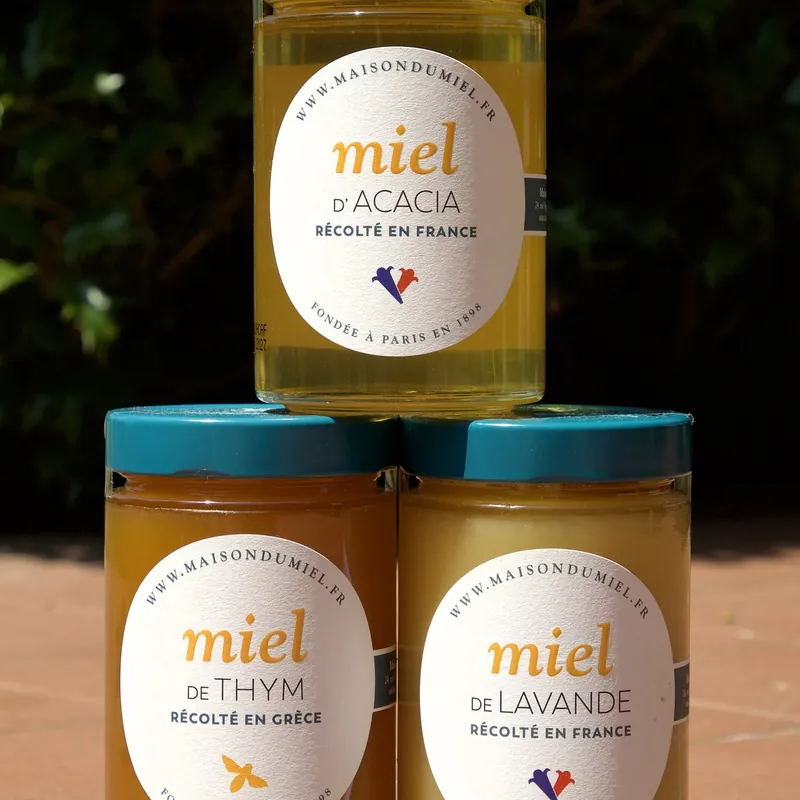 WWW.MAISONDUMIEL.FR
miel
D'ACACIA
RÉCOLTÉ EN FRANCE
FONDÉE À PARIS EN 1898
WWW.MAISONDUMIEL.FR
miel
DE THYM
RÉCOLTÉ EN GRÈCE
WWW.MAISONDUMIEL.FR
miel
DE LAVANDE
RÉCOLTÉ EN FRANCE